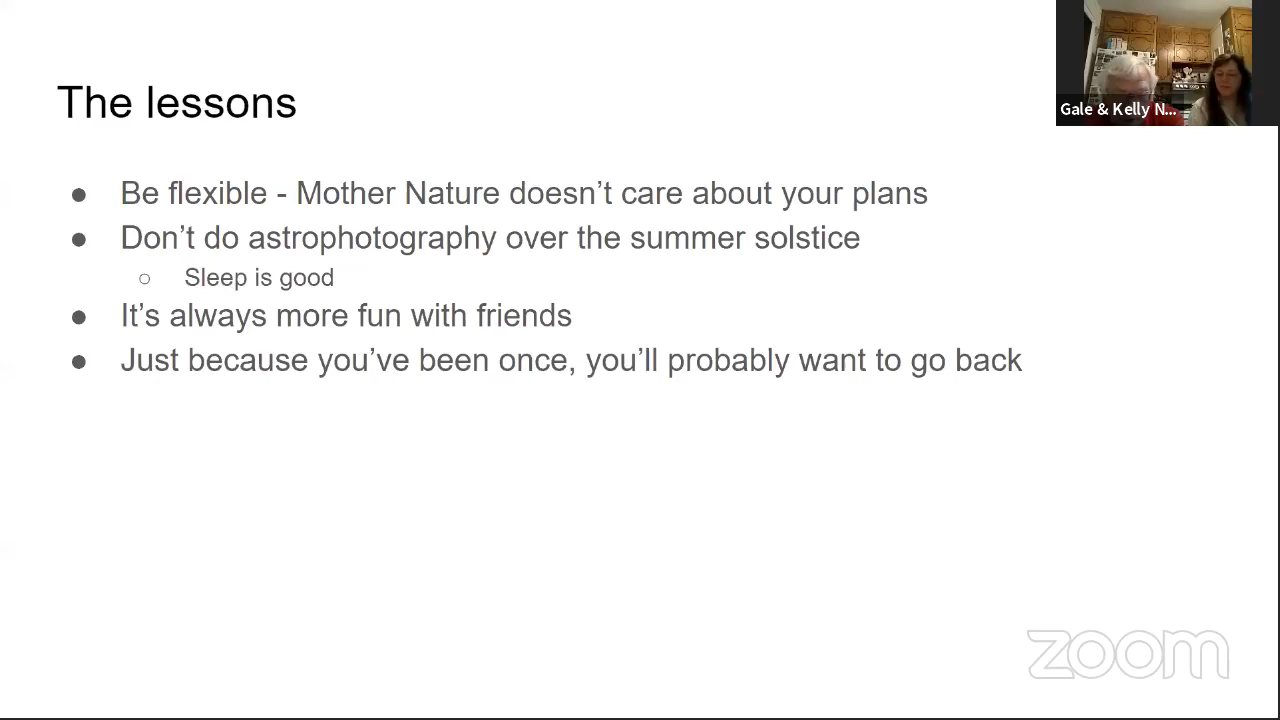 The lessons
Gale & Kelly N...
● Be flexible - Mother Nature doesn’t care about your plans
● Don’t do astrophotography over the summer solstice
○ Sleep is good
● It’s always more fun with friends
● Just because you’ve been once, you’ll probably want to go back
zoom